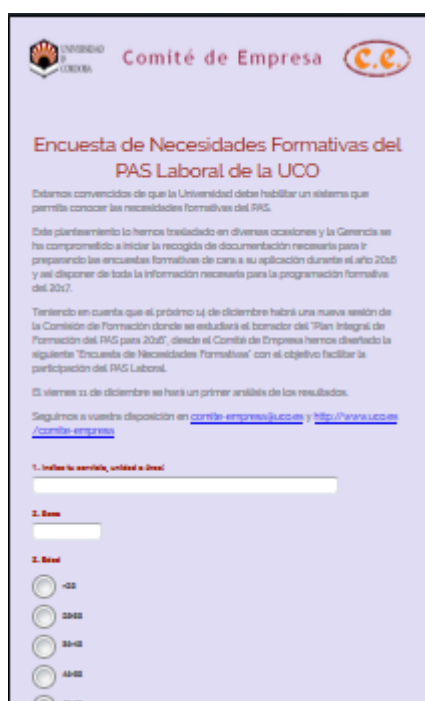 UNIVERSIDAD
D
CORDOBA
Comité de Empresa
C.E.
Encuesta de Necesidades Formativas del
PAS Laboral de la UCO
Estamos convencidos de que la Universidad debe habilitar un sistema que
permita conocer las necesidades formativas del PAS.
Este planteamiento lo hemos trasladado en diversas ocasiones y la Gerencia se
ha comprometido a iniciar la recogida de documentación necesaria para ir
preparando las encuestas formativas de cara a su aplicación durante el año 2016
y así disponer de toda la información necesaria para la programación formativa
del 2017.
Teniendo en cuenta que el próximo 14 de diciembre habrá una nueva sesión de
la Comisión de Formación donde se estudiará el borrador del "Plan Integral de
Formación del PAS para 2016", desde el Comité de Empresa hemos diseñado la
siguiente "Encuesta de Necesidades Formativas" con el objetivo facilitar la
participación del PAS Laboral.
El viernes 11 de diciembre se hará un primer análisis de los resultados.
Seguimos a vuestra disposición en comite-empresa@uco.es y http://www.uco.es
/comite-empresa
1. Indica tu servicio, unidad o área:
2. Sexo
3. Edad